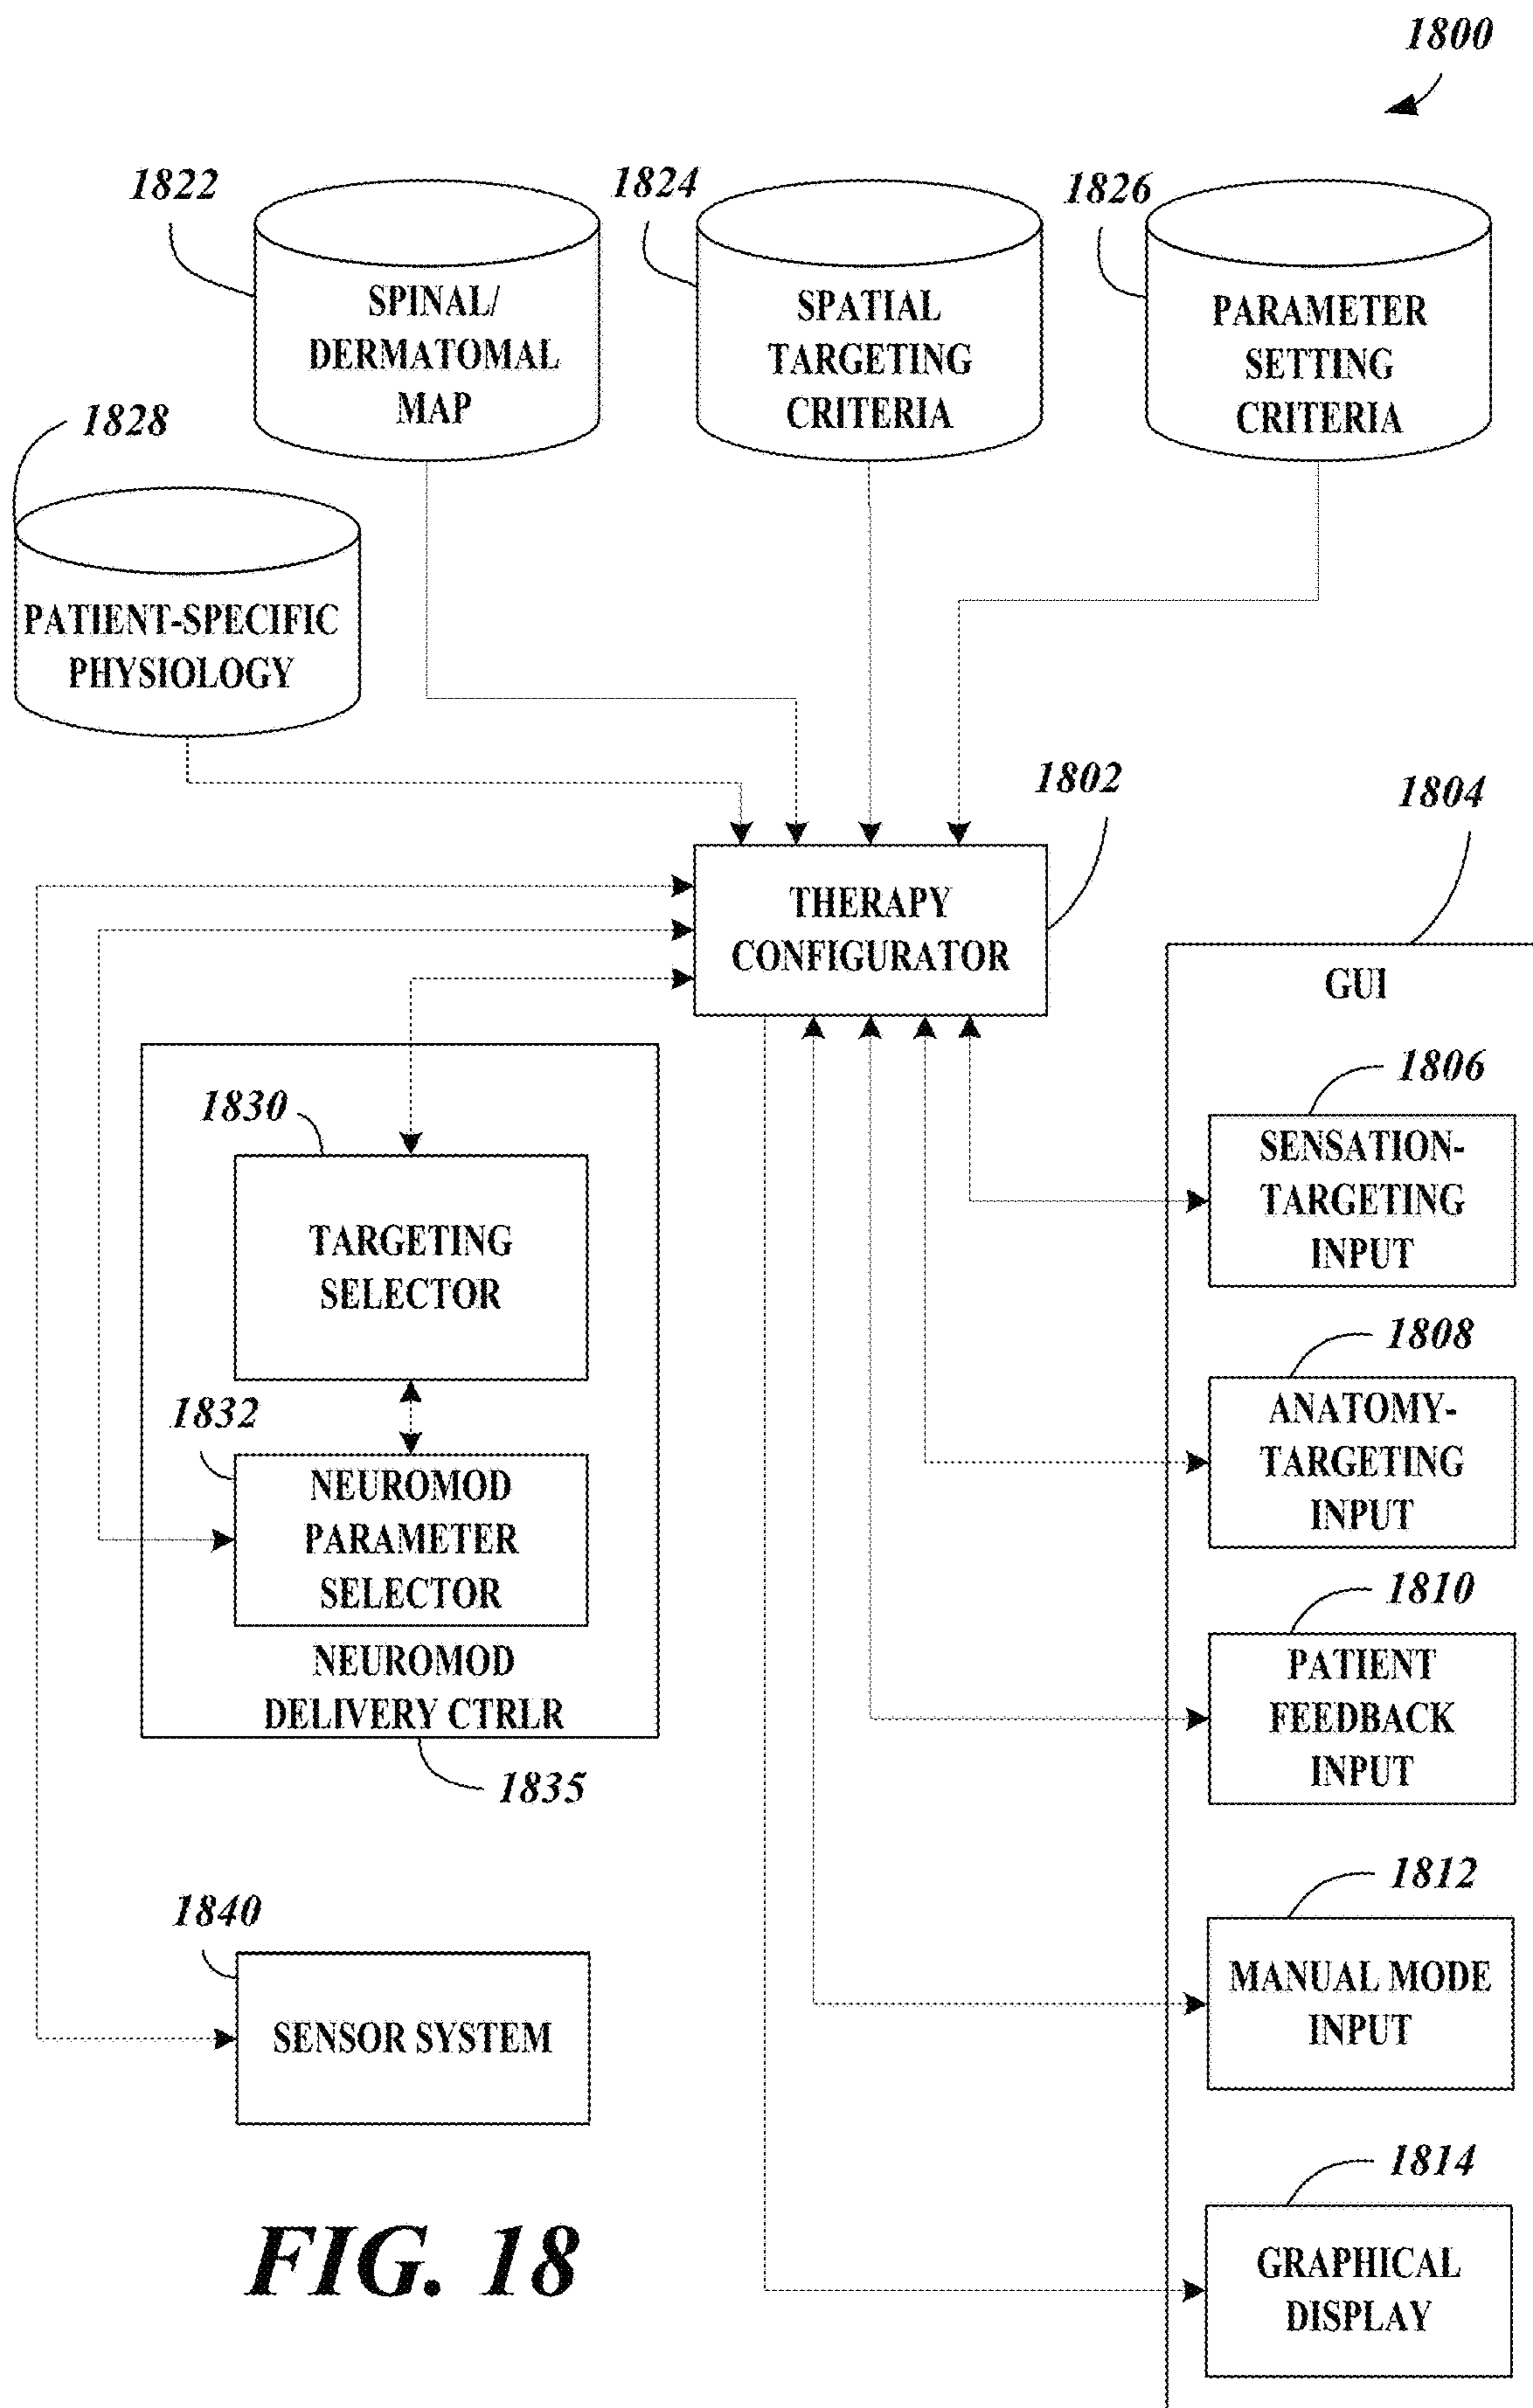 1800
1822
1824
1826
SPINAL/
DERMATOMAL
MAP
SPATIAL
TARGETING
CRITERIA
PARAMETER
SETTING
CRITERIA
1828
PATIENT-SPECIFIC
PHYSIOLOGY
1802
1804
THERAPY
CONFIGURATOR
GUI
1806
SENSATION-
TARGETING
INPUT
1830
TARGETING
SELECTOR
1808
ANATOMY-
TARGETING
INPUT
1832
NEUROMOD
PARAMETER
SELECTOR
NEUROMOD
DELIVERY CTRLR
1835
1810
PATIENT
FEEDBACK
INPUT
1812
MANUAL MODE
INPUT
1840
SENSOR SYSTEM
1814
GRAPHICAL
DISPLAY
FIG. 18